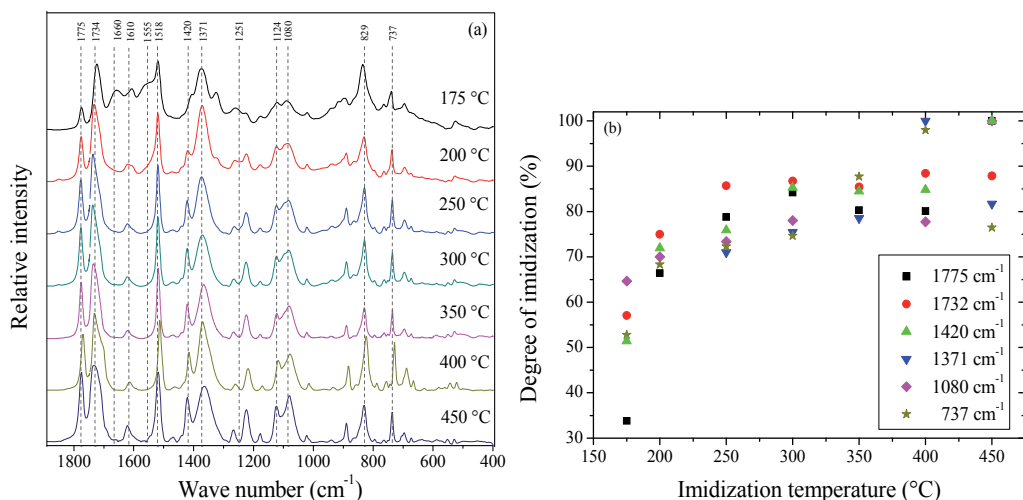 1775
1734
1660
1610
1555
1518
1420
1371
1251
1124
1080
829
737
(a)
175 °C
200 °C
250 °C
300 °C
350 °C
400 °C
450 °C
Relative intensity
1800 1600 1400 1200 1000 800 600 400
Wave number (cm⁻¹)
(b)
100
90
80
70
60
50
40
30
Degree of imidization (%)
1775 cm⁻¹
1732 cm⁻¹
1420 cm⁻¹
1371 cm⁻¹
1080 cm⁻¹
737 cm⁻¹
150 200 250 300 350 400 450
Imidization temperature (°C)